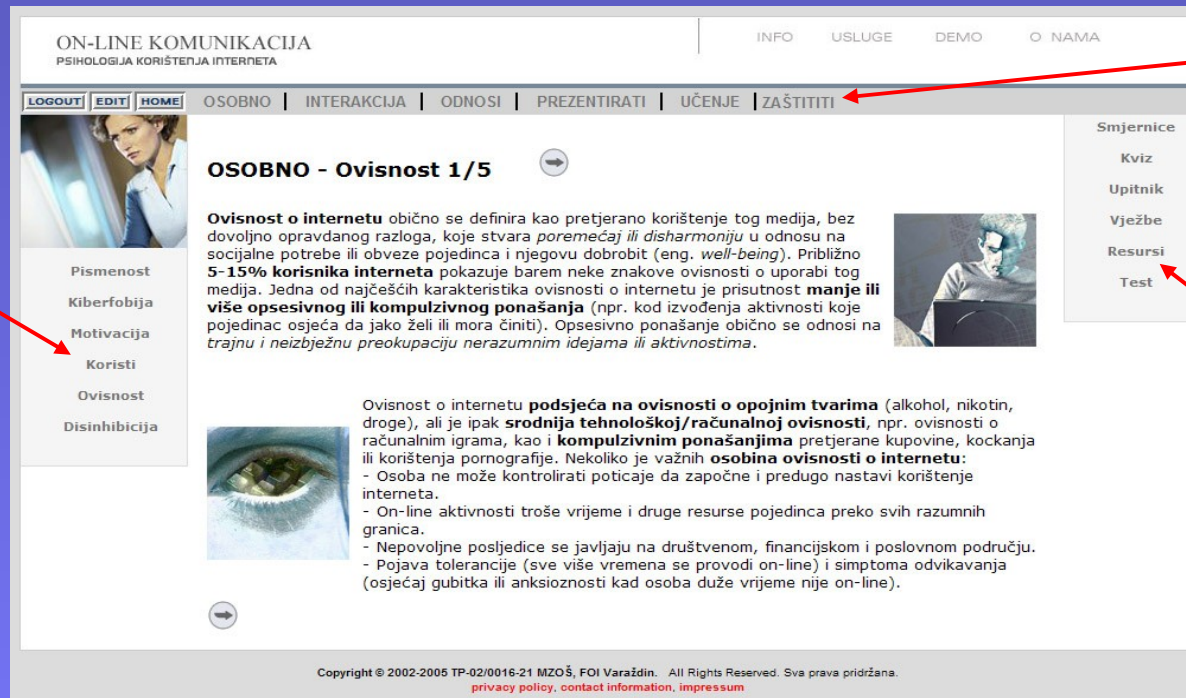 ON-LINE KOMUNIKACIJA
PSIHOLOGIJA KORIŠTENJA INTERNETA
INFO USLUGE DEMO O NAMA
LOGOUT EDIT HOME OSOBNO INTERAKCIJA ODNOSI PREZENTIRATI UČENJE ZAŠTITITI
Pismenost
Kiberfobija
Motivacija
Koristi
Ovisnost
Disinhibicija
OSOBNO - Ovisnost 1/5
Ovisnost o internetu obično se definira kao pretjerano korištenje tog medija, bez
dovoljno opravdanog razloga, koje stvara poremećaj ili disharmoniju u odnosu na
socijalne potrebe ili obveze pojedinca i njegovu dobrobit (eng. well-being). Približno
5-15% korisnika interneta pokazuje barem neke znakove ovisnosti o uporabi tog
medija. Jedna od najčešćih karakteristika ovisnosti o internetu je prisutnost manje ili
više opsesivnog ili kompulzivnog ponašanja (npr. kod izvođenja aktivnosti koje
pojedinac osjeća da jako želi ili mora činiti). Opsesivno ponašanje obično se odnosi na
trajnu i neizbježnu preokupaciju nerazumnim idejama ili aktivnostima.
Ovisnost o internetu podsjeća na ovisnosti o opojnim tvarima (alkohol, nikotin,
droge), ali je ipak srodnija tehnološkoj/računalnoj ovisnosti, npr. ovisnosti o
računalnim igrama, kao i kompulzivnim ponašanjima pretjerane kupovine, kockanja
ili korištenja pornografije. Nekoliko je važnih osobina ovisnosti o internetu:
- Osoba ne može kontrolirati poticaje da započne i predugo nastavi korištenje
interneta.
- On-line aktivnosti troše vrijeme i druge resurse pojedinca preko svih razumnih
granica.
- Nepovoljne posljedice se javljaju na društvenom, financijskom i poslovnom području.
- Pojava tolerancije (sve više vremena se provodi on-line) i simptoma odvikavanja
(osjećaj gubitka ili anksioznosti kad osoba duže vrijeme nije on-line).
Smjernice
Kviz
Upitnik
Vježbe
Resursi
Test
Copyright © 2002-2005 TP-02/0016-21 MZOŠ, FOI Varaždin. All Rights Reserved. Sva prava pridržana.
privacy policy, contact information, impressum